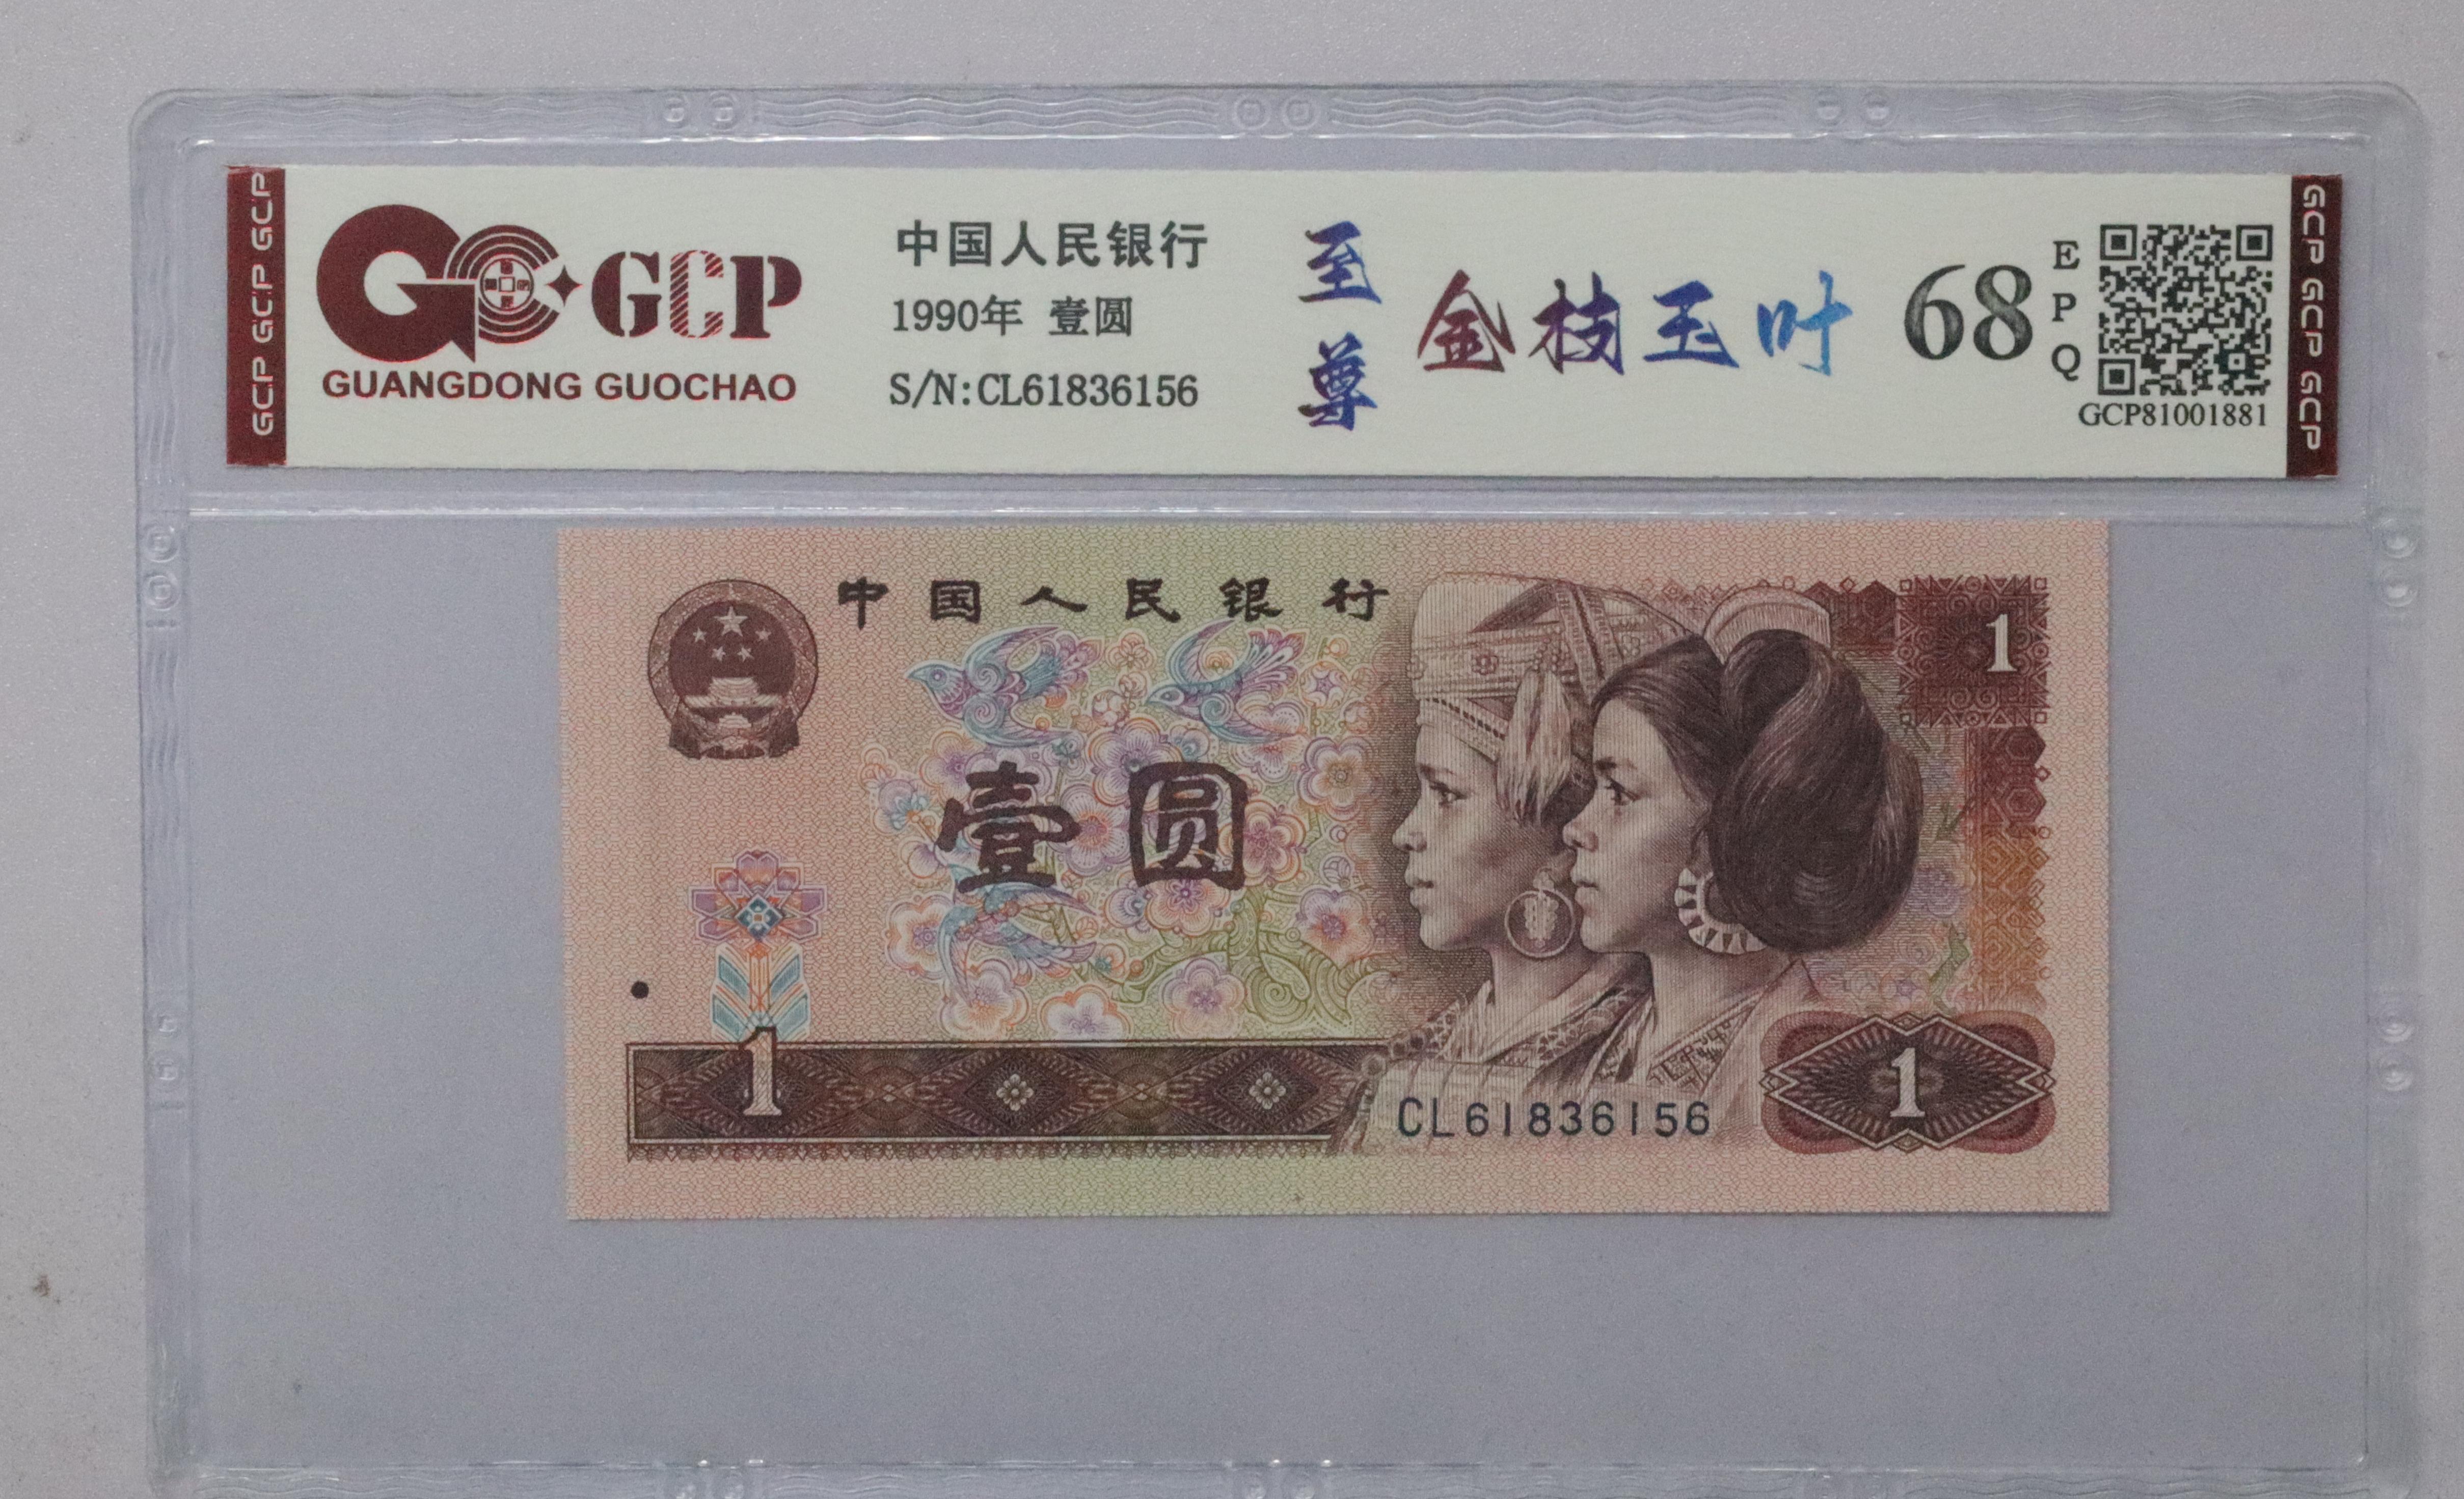 GCP GCP GCP
GCP
GUANGDONG GUOCHAO
中国人民银行
1990年 壹圆
S/N:CL61836156
至尊
金枝玉叶
68
EPQ
GCP81001881
GCP GCP GCP
中国人民银行
1
壹圆
1
CL61836156
1